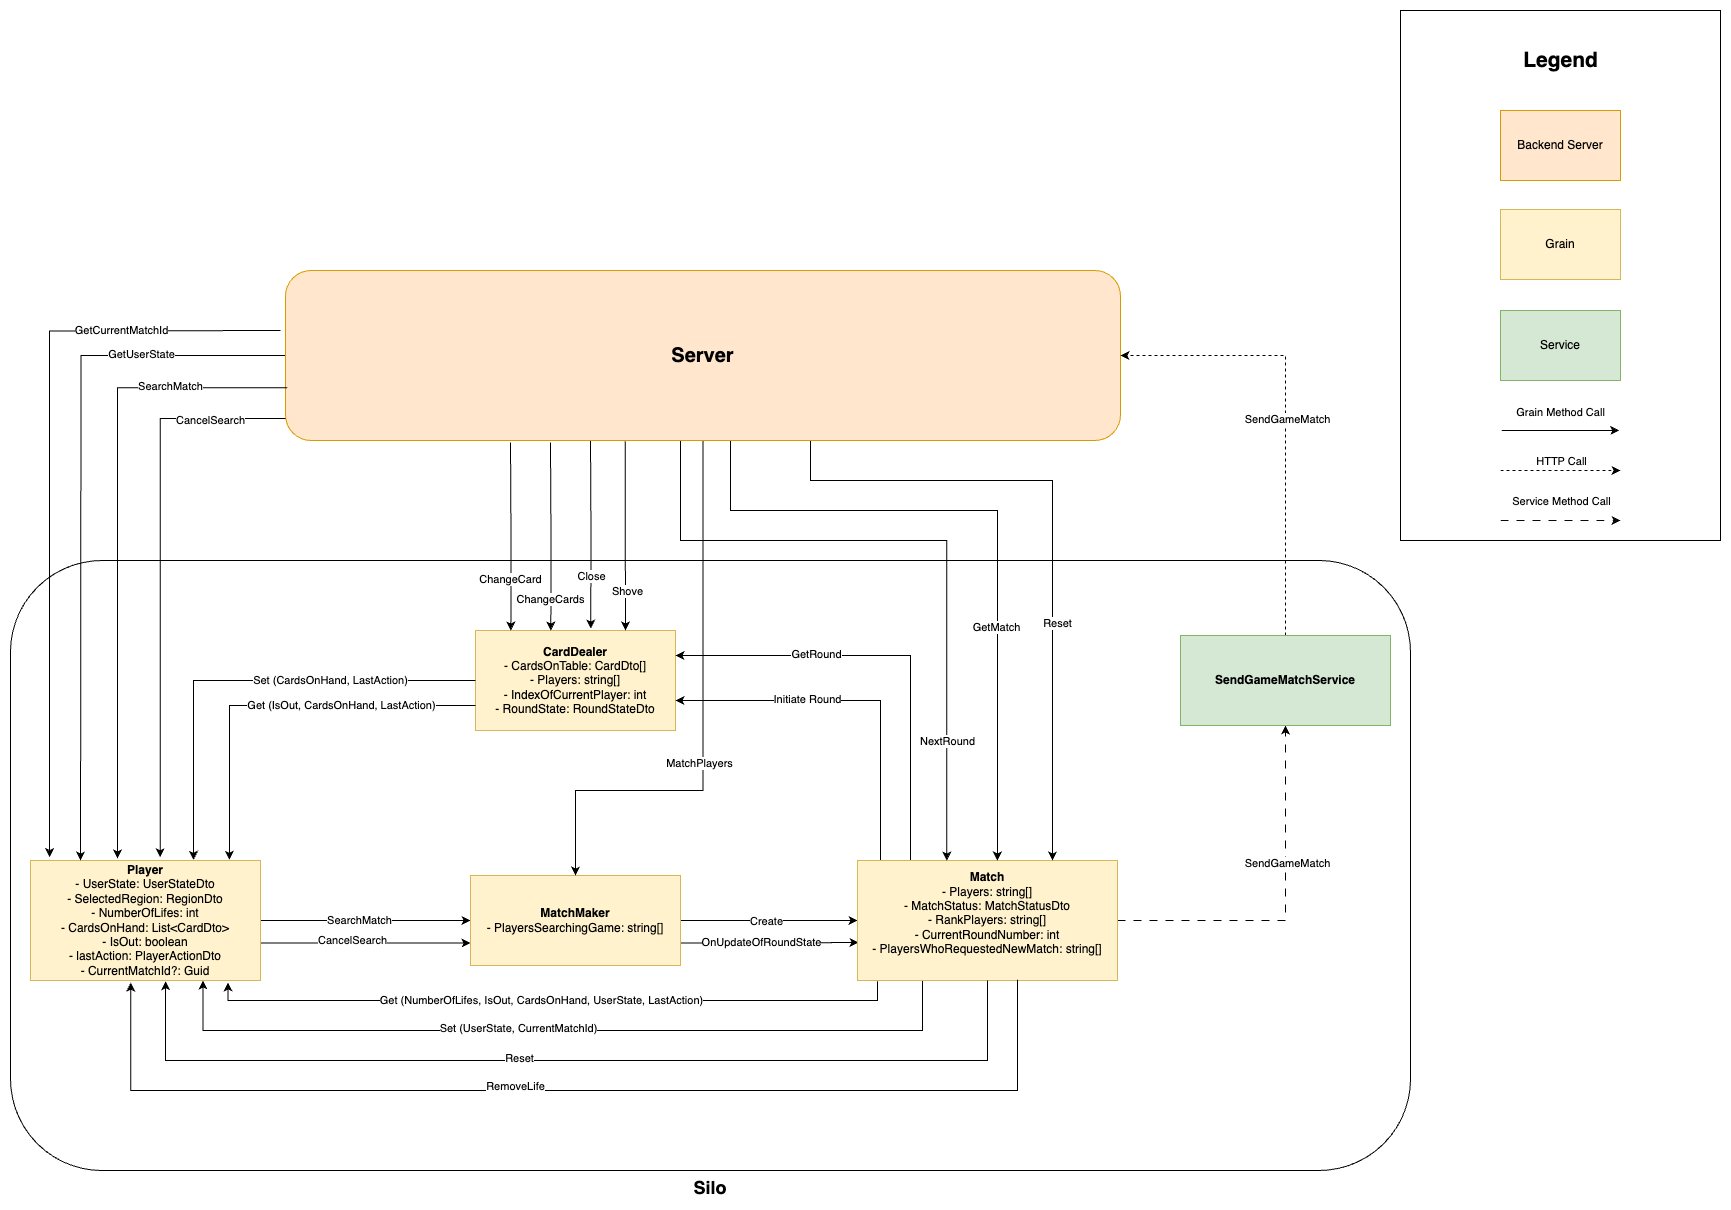 Legend
Backend Server
Grain
Service
Grain Method Call
HTTP Call
Service Method Call
Server
GetCurrentMatchId
GetUserState
SearchMatch
CancelSearch
SendGameMatch
ChangeCard
ChangeCards
Close
Shove
GetMatch
Reset
CardDealer
- CardsOnTable: CardDto[]
- Players: string[]
- IndexOfCurrentPlayer: int
- RoundState: RoundStateDto
GetRound
Initiate Round
Set (CardsOnHand, LastAction)
Get (IsOut, CardsOnHand, LastAction)
NextRound
MatchPlayers
SendGameMatchService
SendGameMatch
Player
- UserState: UserStateDto
- SelectedRegion: RegionDto
- NumberOfLifes: int
- CardsOnHand: List<CardDto>
- IsOut: boolean
- lastAction: PlayerActionDto
- CurrentMatchId?: Guid
SearchMatch
CancelSearch
MatchMaker
- PlayersSearchingGame: string[]
Create
OnUpdateOfRoundState
Match
- Players: string[]
- MatchStatus: MatchStatusDto
- RankPlayers: string[]
- CurrentRoundNumber: int
- PlayersWhoRequestedNewMatch: string[]
Get (NumberOfLifes, IsOut, CardsOnHand, UserState, LastAction)
Set (UserState, CurrentMatchId)
Reset
RemoveLife
Silo